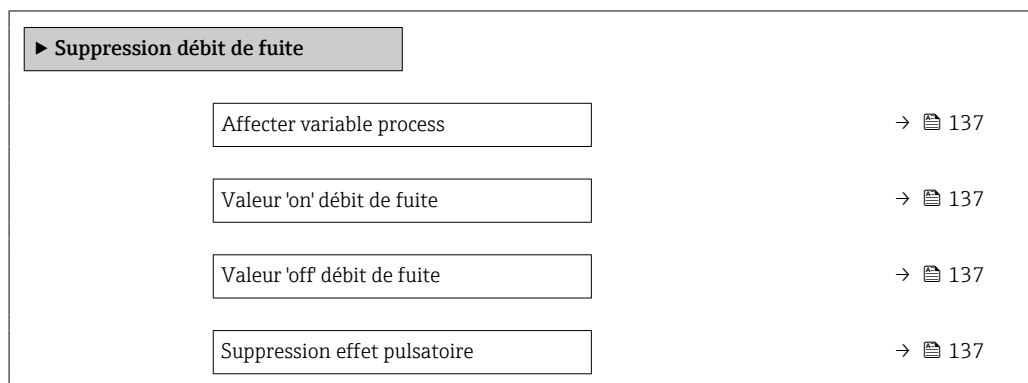 ▶ Suppression débit de fuite
Affecter variable process → 137
Valeur 'on' débit de fuite → 137
Valeur 'off' débit de fuite → 137
Suppression effet pulsatoire → 137